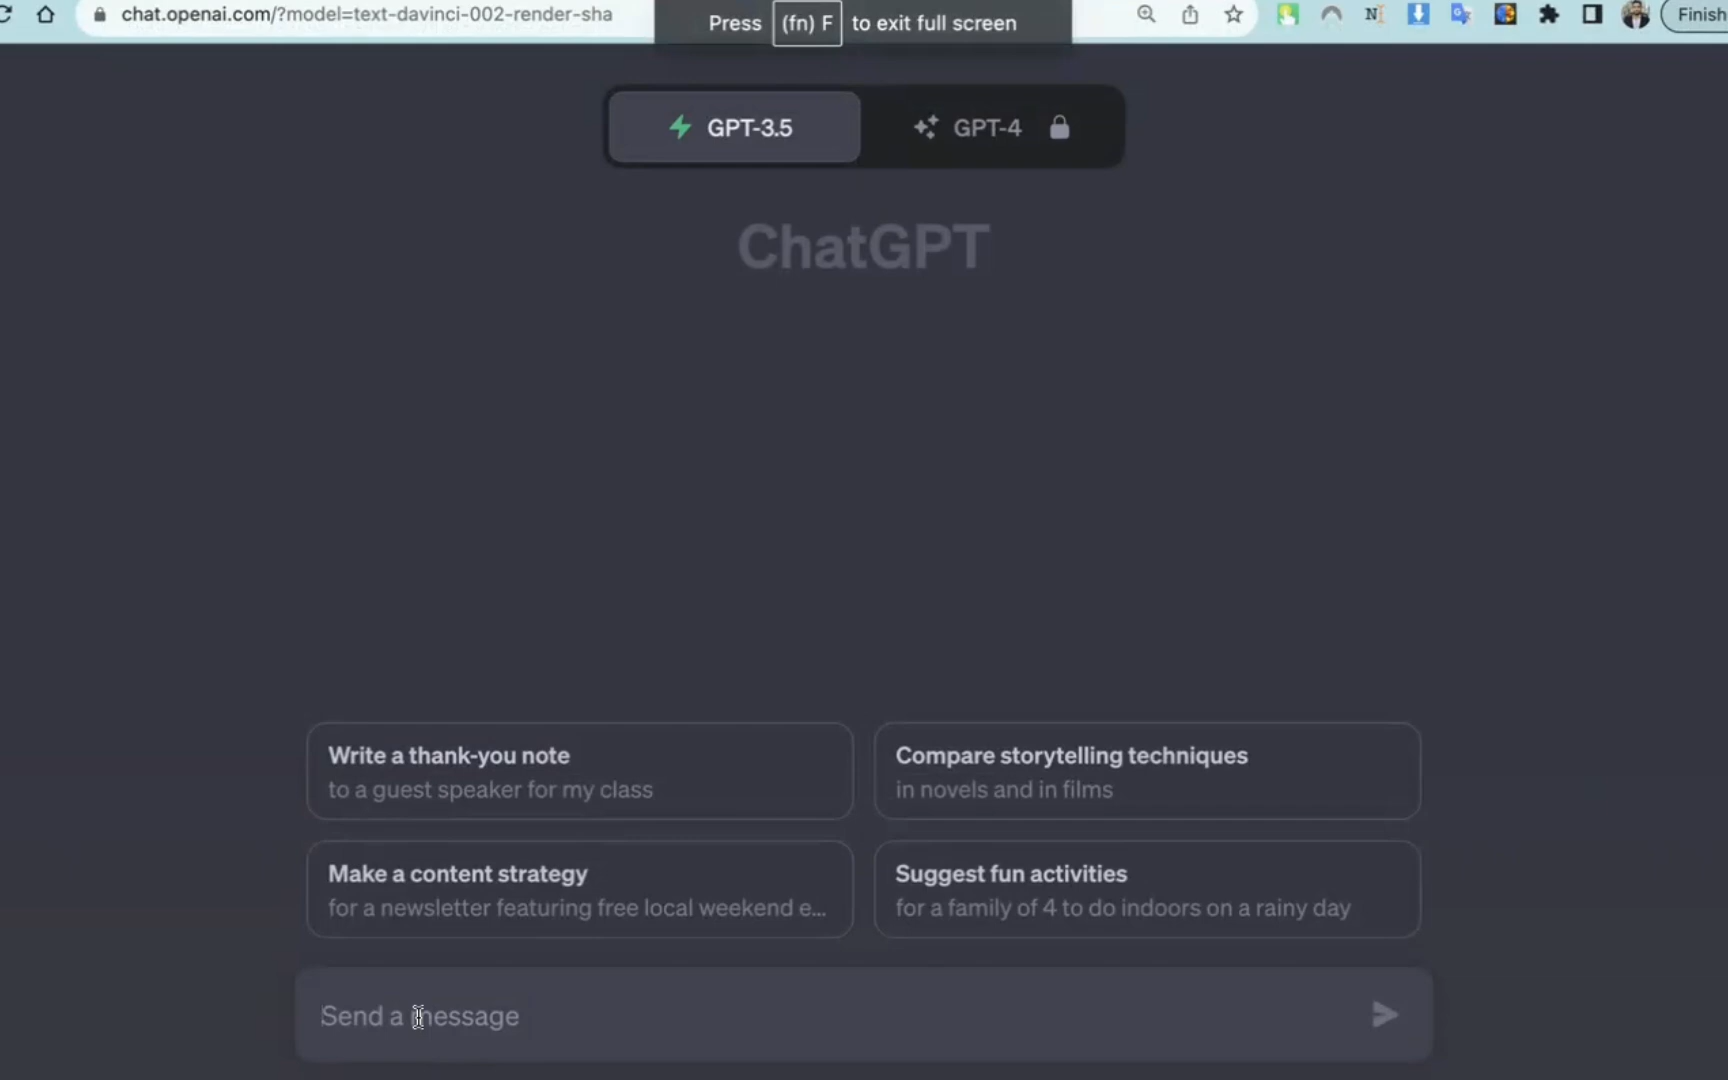 chat.openai.com/?model=text-davinci-002-render-sha
Press (fn) F to exit full screen
Finish
GPT-3.5
GPT-4
ChatGPT
Write a thank-you note
to a guest speaker for my class
Compare storytelling techniques
in novels and in films
Make a content strategy
for a newsletter featuring free local weekend e...
Suggest fun activities
for a family of 4 to do indoors on a rainy day
Send a message